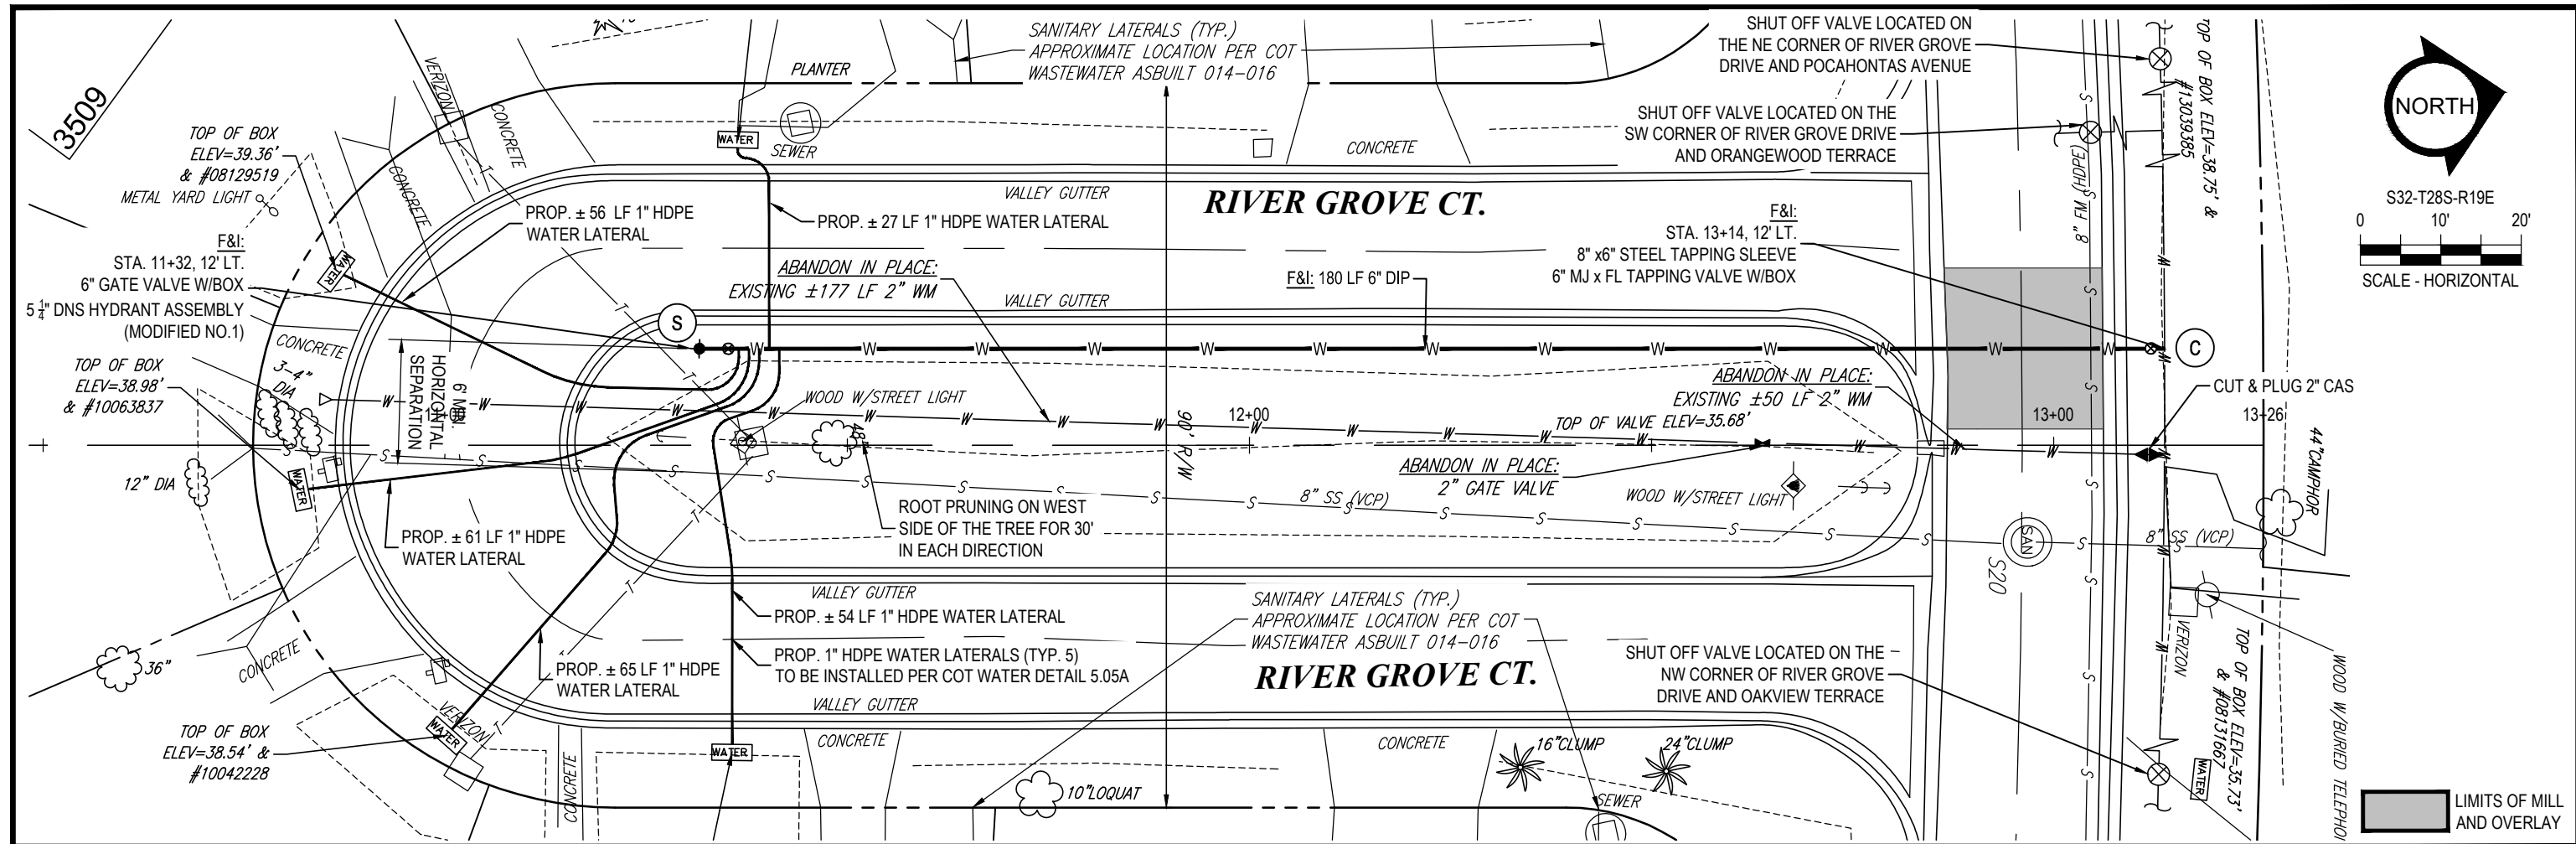 3509
VERIZON
CONCRETE
CONCRETE
PLANTER
SANITARY LATERALS (TYP.)
APPROXIMATE LOCATION PER COT
WASTEWATER ASBUILT 014-016
SHUT OFF VALVE LOCATED ON
THE NE CORNER OF RIVER GROVE
DRIVE AND POCAHONTAS AVENUE
TOP OF BOX ELEV=38.75' &
#13039385
NORTH
S32-T28S-R19E
0 10' 20'
SCALE - HORIZONTAL
TOP OF BOX
ELEV=39.36'
& #08129519
METAL YARD LIGHT
WATER
SEWER
CONCRETE
SHUT OFF VALVE LOCATED ON THE
SW CORNER OF RIVER GROVE DRIVE
AND ORANGEWOOD TERRACE
8" FM (HDPE)
VALLEY GUTTER
RIVER GROVE CT.
PROP. ± 56 LF 1" HDPE
WATER LATERAL
PROP. ± 27 LF 1" HDPE WATER LATERAL
F&I:
STA. 13+14, 12' LT.
8" x6" STEEL TAPPING SLEEVE
6" MJ x FL TAPPING VALVE W/BOX
F&I:
STA. 11+32, 12' LT.
6" GATE VALVE W/BOX
5 1/4" DNS HYDRANT ASSEMBLY
(MODIFIED NO.1)
WATER
ABANDON IN PLACE:
EXISTING ±177 LF 2" WM
VALLEY GUTTER
F&I: 180 LF 6" DIP
S
W W W W W W W W W W W W W
C
CONCRETE
3-4"
DIA
6' MIN.
HORIZONTAL
SEPARATION
TOP OF BOX
ELEV=38.98'
& #10063837
WOOD W/STREET LIGHT
ABANDON IN PLACE:
EXISTING ±50 LF 2" WM
CUT & PLUG 2" CAS
11+00
12+00
13+00
13+26
90' R/W
48"
TOP OF VALVE ELEV=35.68'
ABANDON IN PLACE:
2" GATE VALVE
44"CAMPHOR
12" DIA
WATER
8" SS (VCP)
WOOD W/STREET LIGHT
ROOT PRUNING ON WEST
SIDE OF THE TREE FOR 30'
IN EACH DIRECTION
PROP. ± 61 LF 1" HDPE
WATER LATERAL
SAN
8" SS (VCP)
S20
VALLEY GUTTER
PROP. ± 54 LF 1" HDPE WATER LATERAL
SANITARY LATERALS (TYP.)
APPROXIMATE LOCATION PER COT
WASTEWATER ASBUILT 014-016
PROP. 1" HDPE WATER LATERALS (TYP. 5)
TO BE INSTALLED PER COT WATER DETAIL 5.05A
PROP. ± 65 LF 1" HDPE
WATER LATERAL
RIVER GROVE CT.
SHUT OFF VALVE LOCATED ON THE
NW CORNER OF RIVER GROVE
DRIVE AND OAKVIEW TERRACE
VERIZON
TOP OF BOX ELEV=35.73'
& #08131667
WOOD W/BURIED TELEPHO
36"
CONCRETE
VALLEY GUTTER
VERIZON
WATER
TOP OF BOX
ELEV=38.54' &
#10042228
WATER
CONCRETE
CONCRETE
CONCRETE
16"CLUMP
24"CLUMP
10"LOQUAT
SEWER
WATER
LIMITS OF MILL
AND OVERLAY